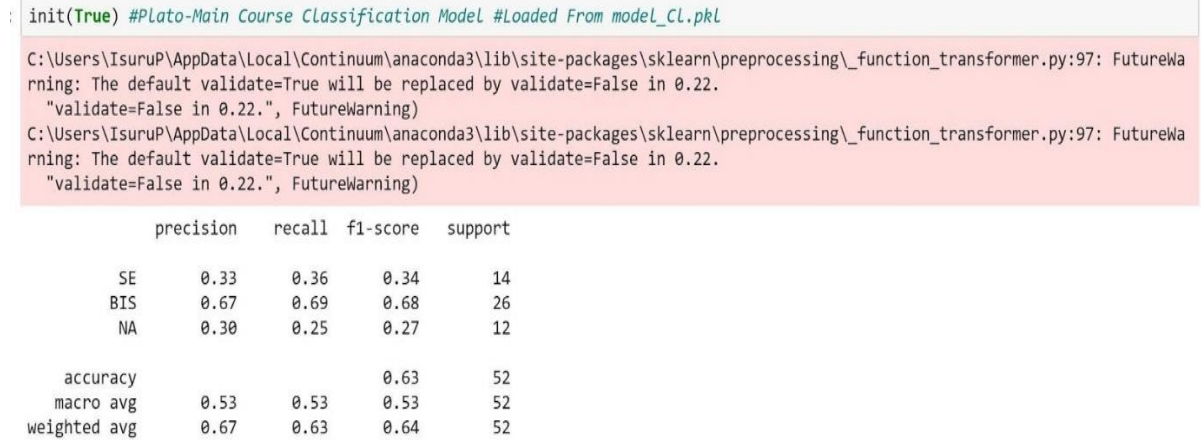 : init(True) #Plato-Main Course Classification Model #Loaded From model_Cl.pkl
C:\Users\IsuruP\AppData\Local\Continuum\anaconda3\lib\site-packages\sklearn\preprocessing\_function_transformer.py:97: FutureWa
rning: The default validate=True will be replaced by validate=False in 0.22.
"validate=False in 0.22.", FutureWarning)
C:\Users\IsuruP\AppData\Local\Continuum\anaconda3\lib\site-packages\sklearn\preprocessing\_function_transformer.py:97: FutureWa
rning: The default validate=True will be replaced by validate=False in 0.22.
"validate=False in 0.22.", FutureWarning)
precision recall f1-score support
SE 0.33 0.36 0.34 14
BIS 0.67 0.69 0.68 26
NA 0.30 0.25 0.27 12
accuracy 0.63 52
macro avg 0.53 0.53 0.53 52
weighted avg 0.67 0.63 0.64 52